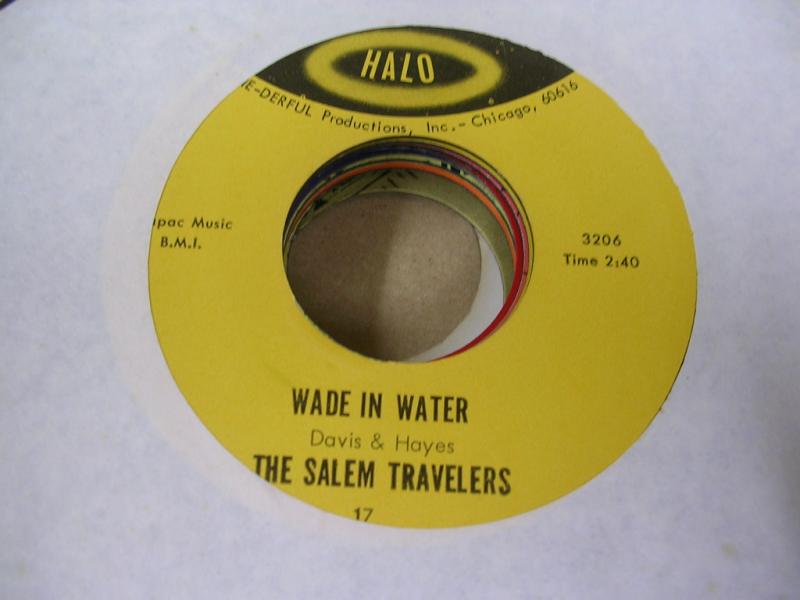 HALO
E-DERFUL Productions, Inc. - Chicago, 60616
pac Music
B.M.I.
3206
Time 2:40
WADE IN WATER
Davis & Hayes
THE SALEM TRAVELERS
17